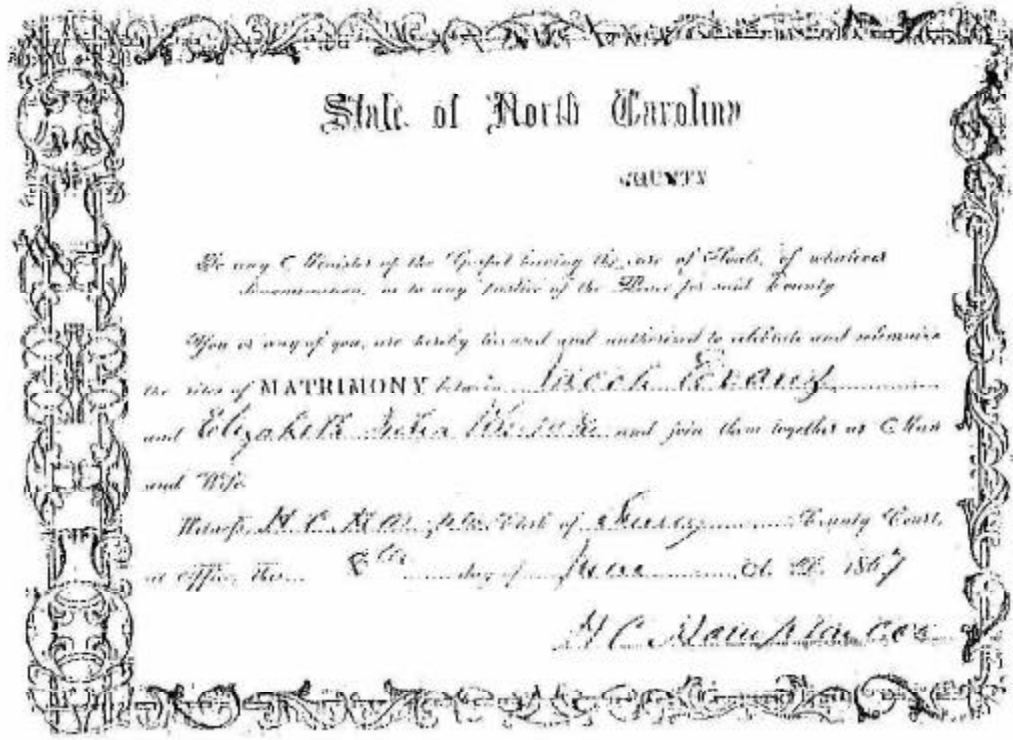 State of North Carolina
COUNTY
To any Minister of the Gospel having the care of Souls, of whatever
denomination, or to any Justice of the Peace for said County
You or any of you, are hereby licensed and authorized to celebrate and solemnize
the rites of MATRIMONY between Jacob Evans
and Elizabeth and join them together as Man
and Wife
Witness, H. C. Clerk of Surry County Court,
at Office, this 8th day of A. D. 1867
H C